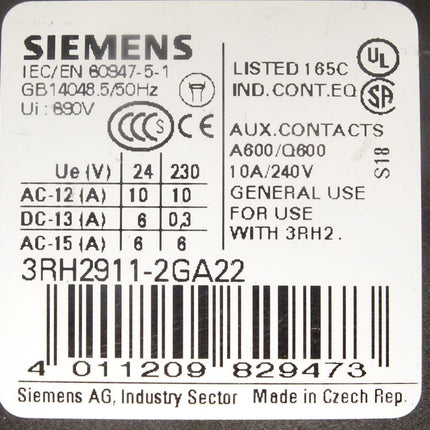 SIEMENS
IEC/EN 60947-5-1
GB14048.5/50Hz
Ui : 690V
CCC S CE
LISTED 165C
IND.CONT.EQ
UL
SA
AUX.CONTACTS
A600/Q600
10A/240V
GENERAL USE
FOR USE
WITH 3RH2.
S18
Ue (V) 24 230
AC-12 (A) 10 10
DC-13 (A) 6 0,3
AC-15 (A) 6 6
3RH2911-2GA22
4 011209 829473
Siemens AG, Industry Sector Made in Czech Rep.